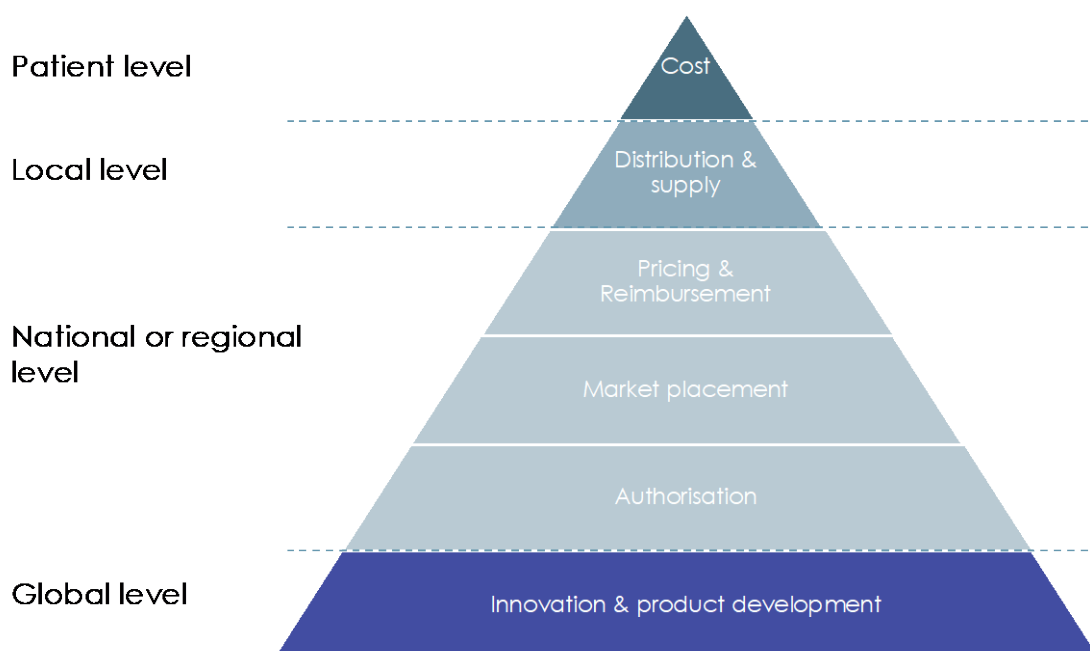 Patient level
Cost
Local level
Distribution &
supply
National or regional
level
Pricing &
Reimbursement
Market placement
Authorisation
Global level
Innovation & product development